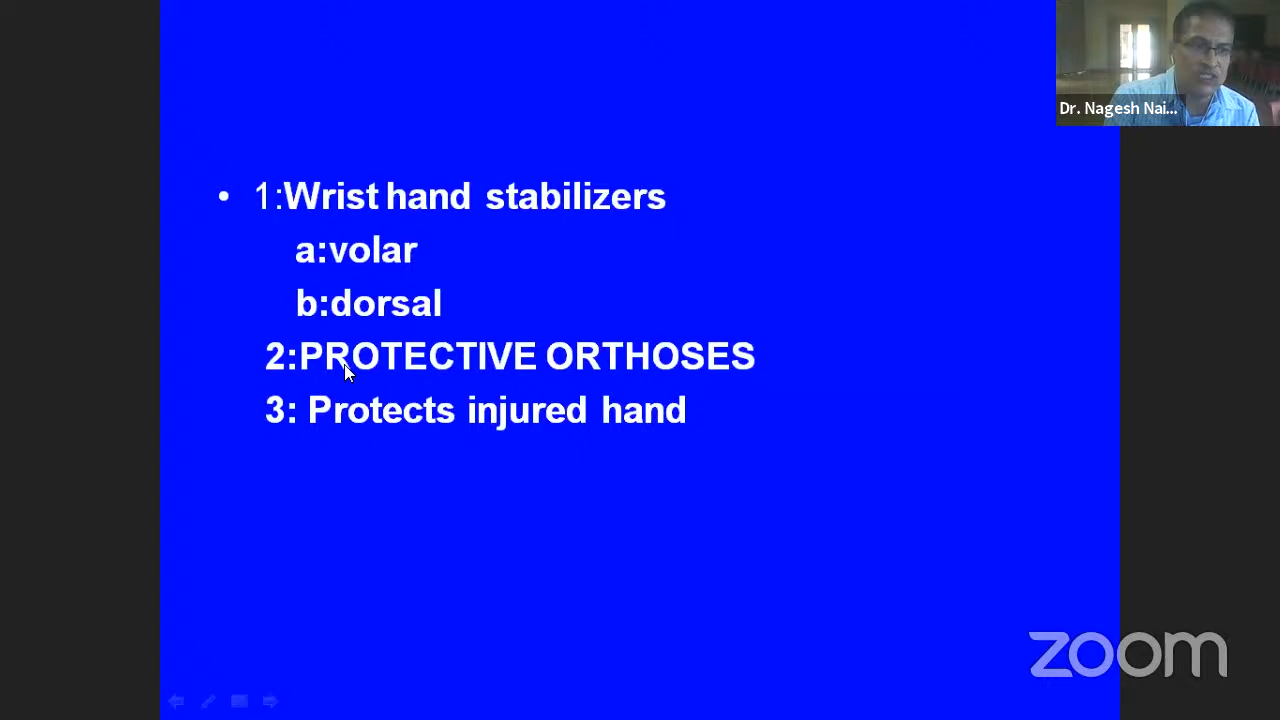 Dr. Nagesh Nai...
• 1:Wrist hand stabilizers
a:volar
b:dorsal
2:PROTECTIVE ORTHOSES
3: Protects injured hand
zoom